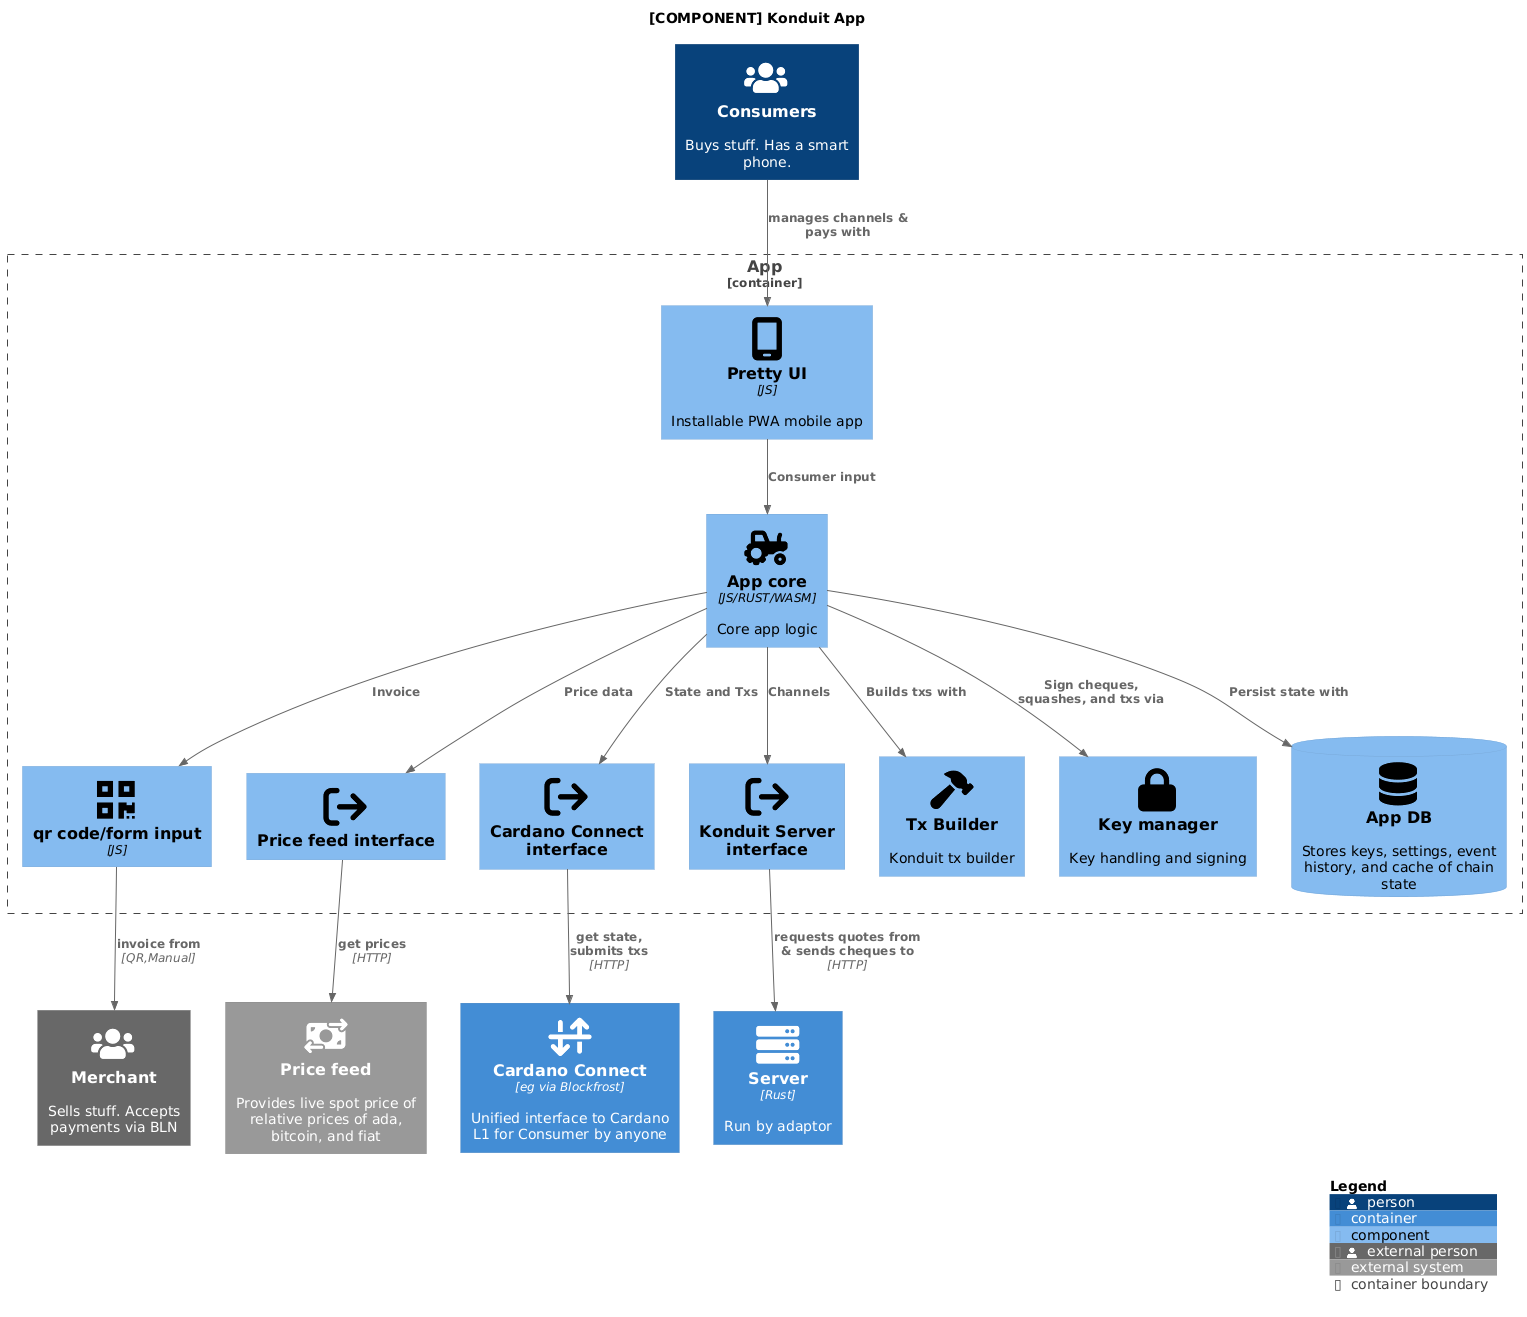 [COMPONENT] Konduit App
Consumers
Buys stuff. Has a smart
phone.
manages channels &
pays with
App
[container]
Pretty UI
[JS]
Installable PWA mobile app
Consumer input
App core
[JS/RUST/WASM]
Core app logic
Invoice
Price data
State and Txs
Channels
Builds txs with
Sign cheques,
squashes, and txs via
Persist state with
qr code/form input
[JS]
Price feed interface
Cardano Connect
interface
Konduit Server
interface
Tx Builder
Konduit tx builder
Key manager
Key handling and signing
App DB
Stores keys, settings, event
history, and cache of chain
state
invoice from
[QR,Manual]
get prices
[HTTP]
get state,
submits txs
[HTTP]
requests quotes from
& sends cheques to
[HTTP]
Merchant
Sells stuff. Accepts
payments via BLN
Price feed
Provides live spot price of
relative prices of ada,
bitcoin, and fiat
Cardano Connect
[eg via Blockfrost]
Unified interface to Cardano
L1 for Consumer by anyone
Server
[Rust]
Run by adaptor
Legend
person
container
component
external person
external system
container boundary